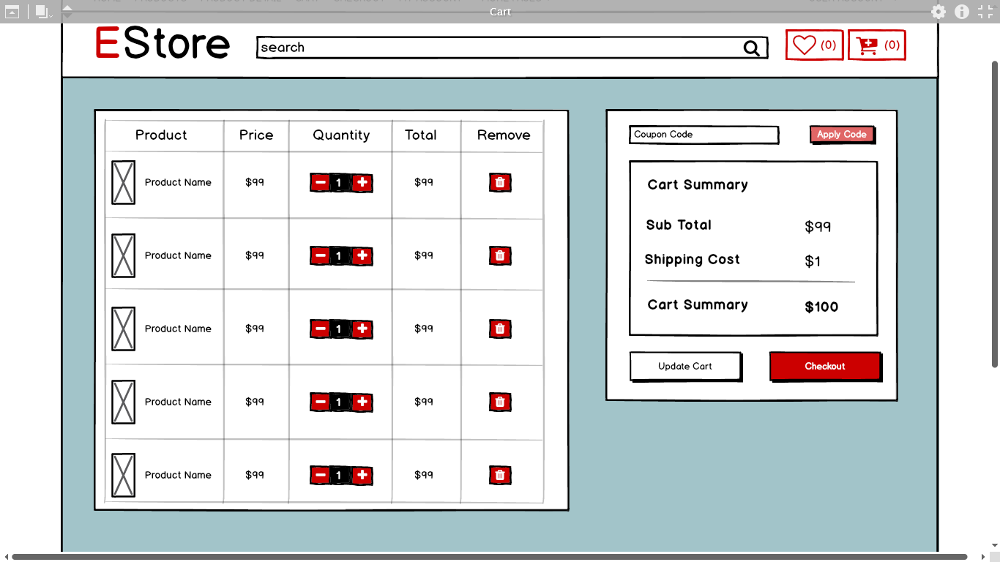 Cart
EStore
search
(0)
(0)
Product Price Quantity Total Remove
Product Name $99 1 $99
Product Name $99 1 $99
Product Name $99 1 $99
Product Name $99 1 $99
Product Name $99 1 $99
Coupon Code
Apply Code
Cart Summary
Sub Total $99
Shipping Cost $1
Cart Summary $100
Update Cart
Checkout